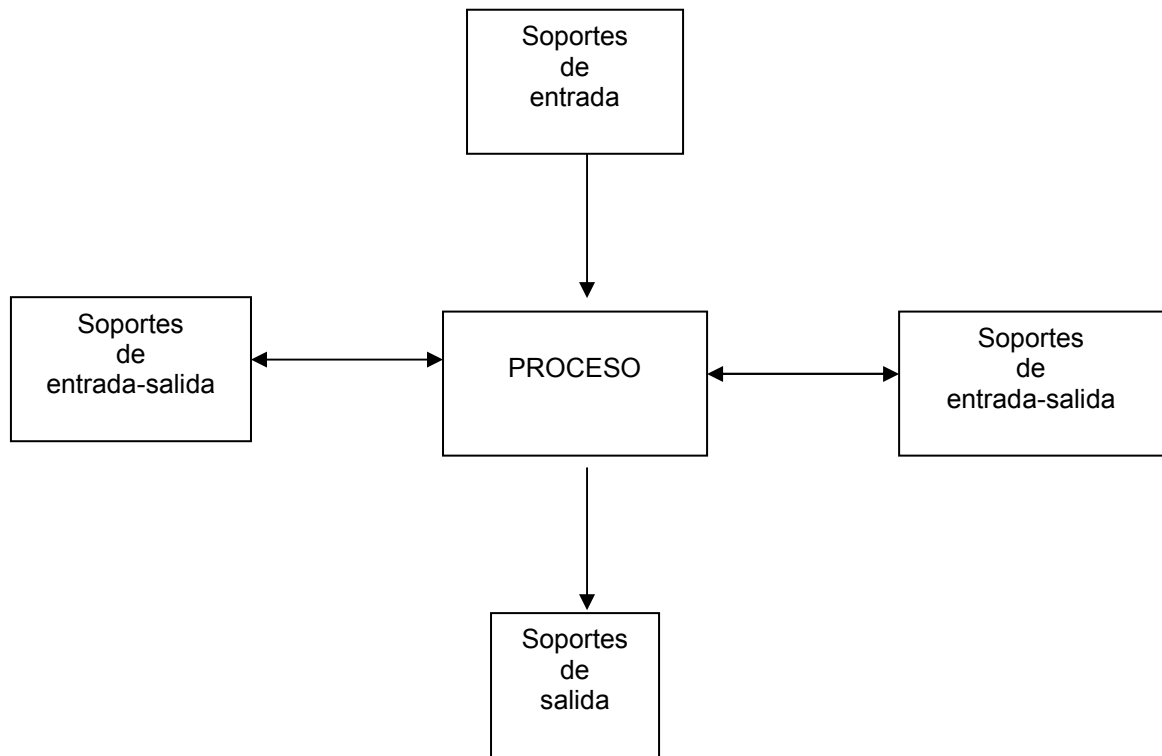 Soportes
de
entrada
Soportes
de
entrada-salida
PROCESO
Soportes
de
entrada-salida
Soportes
de
salida